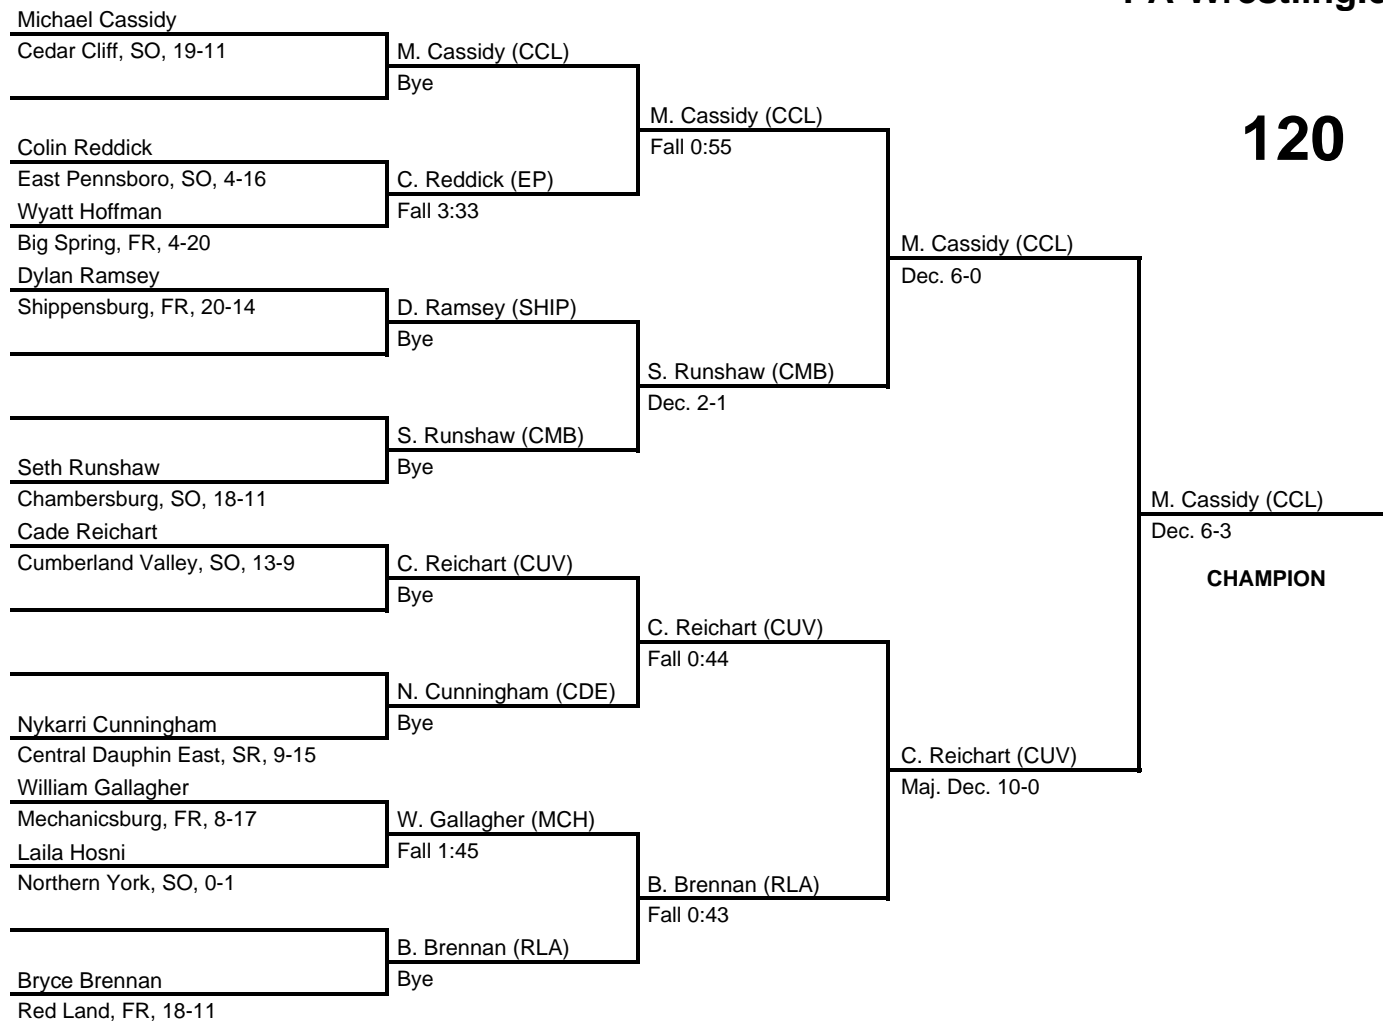 Michael Cassidy
Cedar Cliff, SO, 19-11
Colin Reddick
East Pennsboro, SO, 4-16
Wyatt Hoffman
Big Spring, FR, 4-20
Dylan Ramsey
Shippensburg, FR, 20-14
Seth Runshaw
Chambersburg, SO, 18-11
Cade Reichart
Cumberland Valley, SO, 13-9
Nykarri Cunningham
Central Dauphin East, SR, 9-15
William Gallagher
Mechanicsburg, FR, 8-17
Laila Hosni
Northern York, SO, 0-1
Bryce Brennan
Red Land, FR, 18-11
M. Cassidy (CCL)
Bye
C. Reddick (EP)
Fall 3:33
D. Ramsey (SHIP)
Bye
S. Runshaw (CMB)
Bye
C. Reichart (CUV)
Bye
N. Cunningham (CDE)
Bye
W. Gallagher (MCH)
Fall 1:45
B. Brennan (RLA)
Bye
M. Cassidy (CCL)
Fall 0:55
S. Runshaw (CMB)
Dec. 2-1
C. Reichart (CUV)
Fall 0:44
B. Brennan (RLA)
Fall 0:43
M. Cassidy (CCL)
Dec. 6-0
C. Reichart (CUV)
Maj. Dec. 10-0
120
M. Cassidy (CCL)
Dec. 6-3
CHAMPION